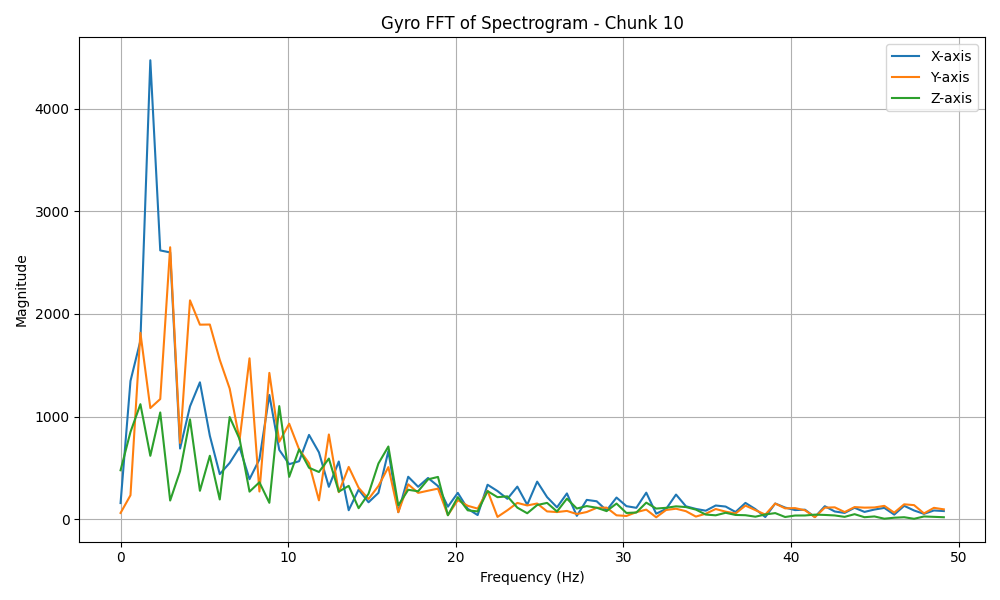 Gyro FFT of Spectrogram - Chunk 10
X-axis
Y-axis
Z-axis
Magnitude
4000
3000
2000
1000
0
0 10 20 30 40 50
Frequency (Hz)